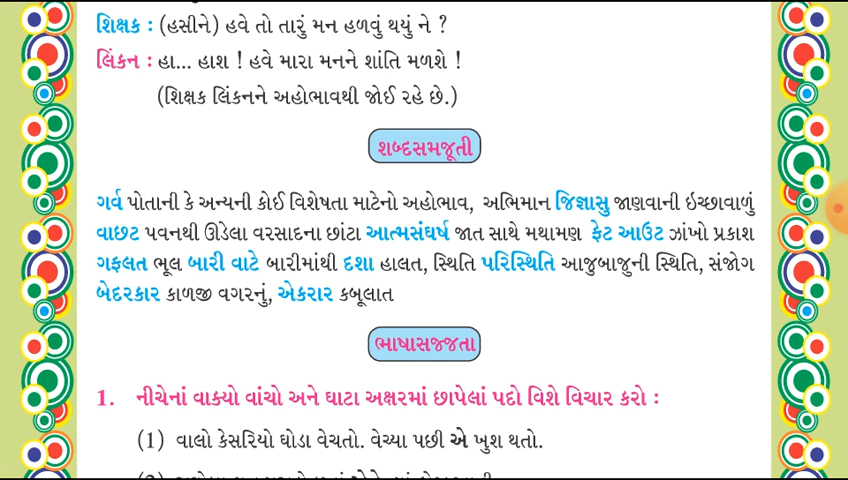 શિક્ષક : (હસીને) હવે તો તારું મન હળવું થયું ને ?
લિંકન : હા... હાશ ! હવે મારા મનને શાંતિ મળશે !
(શિક્ષક લિંકનને અહોભાવથી જોઈ રહે છે.)
શબ્દસમજૂતી
ગર્વ પોતાની કે અન્યની કોઈ વિશેષતા માટેનો અહોભાવ, અભિમાન જિજ્ઞાસુ જાણવાની ઇચ્છાવાળું
વાછટ પવનથી ઊડેલા વરસાદના છાંટા આત્મસંઘર્ષ જાત સાથે મથામણ ફેટ આઉટ ઝાંખો પ્રકાશ
ગફલત ભૂલ બારી વાટે બારીમાંથી દશા હાલત, સ્થિતિ પરિસ્થિતિ આજુબાજુની સ્થિતિ, સંજોગ
બેદરકાર કાળજી વગરનું, એકરાર કબૂલાત
ભાષાસજ્જતા
1. નીચેનાં વાક્યો વાંચો અને ઘાટા અક્ષરમાં છાપેલાં પદો વિશે વિચાર કરો :
(1) વાલો કેસરિયો ઘોડા વેચતો. વેચ્યા પછી એ ખુશ થતો.